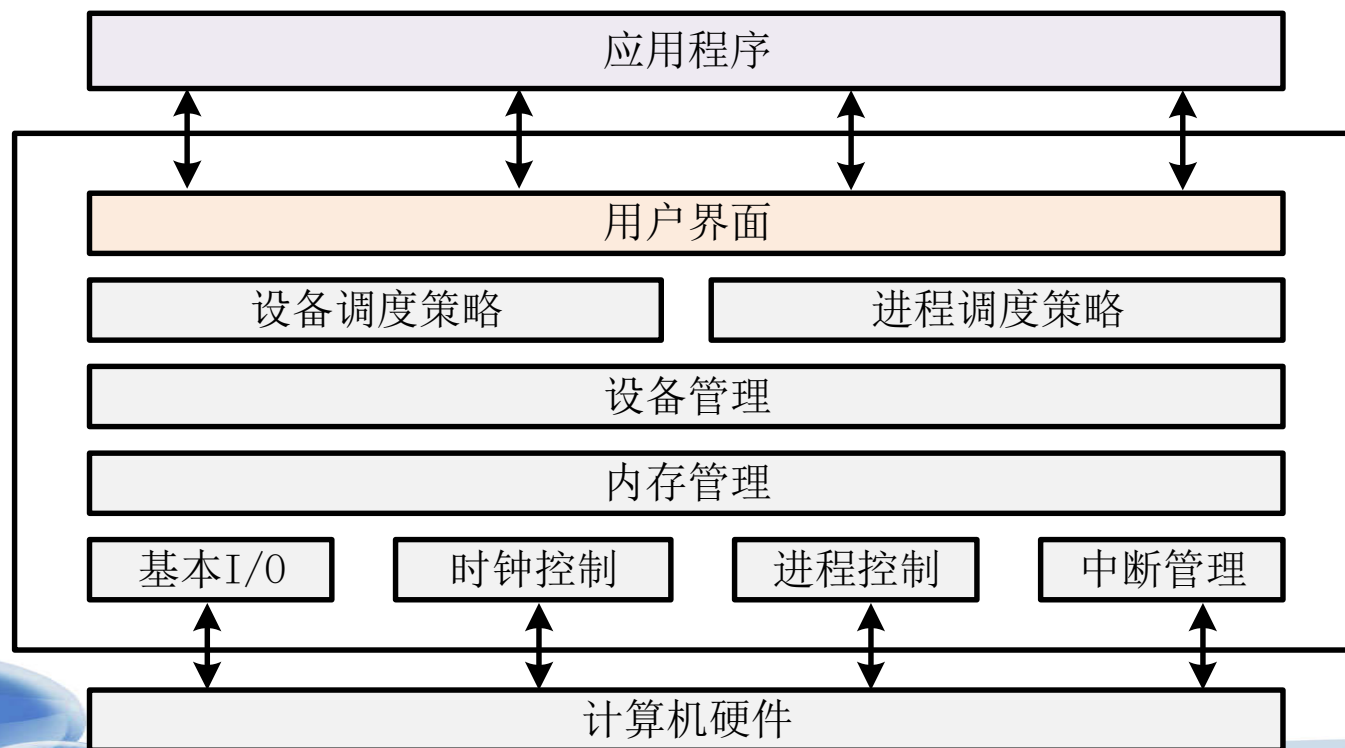 应用程序
用户界面
设备调度策略
进程调度策略
设备管理
内存管理
基本I/O
时钟控制
进程控制
中断管理
计算机硬件